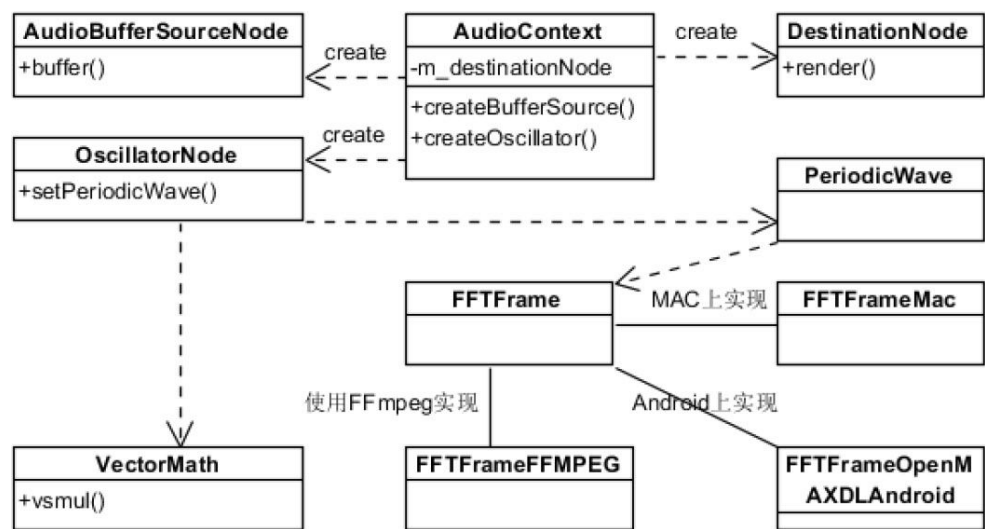 AudioBufferSourceNode
+buffer()
create
AudioContext
-m_destinationNode
+createBufferSource()
+createOscillator()
create
DestinationNode
+render()
create
OscillatorNode
+setPeriodicWave()
PeriodicWave
FFTFrame
MAC上实现
FFTFrameMac
使用FFmpeg实现
Android上实现
VectorMath
+vsmul()
FFTFrameFFMPEG
FFTFrameOpenM
AXDLAndroid